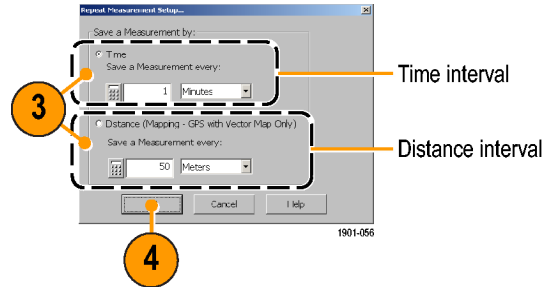 Repeat Measurement Setup...
Save a Measurement by:
Time
Save a Measurement every:
1 Minutes
Time interval
3
Distance (Mapping - GPS with Vector Map Only)
Save a Measurement every:
50 Meters
Distance interval
Cancel Help
1901-056
4